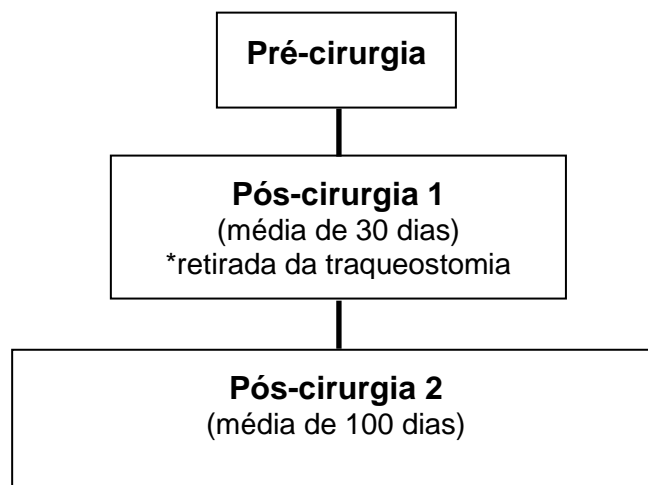 Pré-cirurgia
Pós-cirurgia 1
(média de 30 dias)
*retirada da traqueostomia
Pós-cirurgia 2
(média de 100 dias)